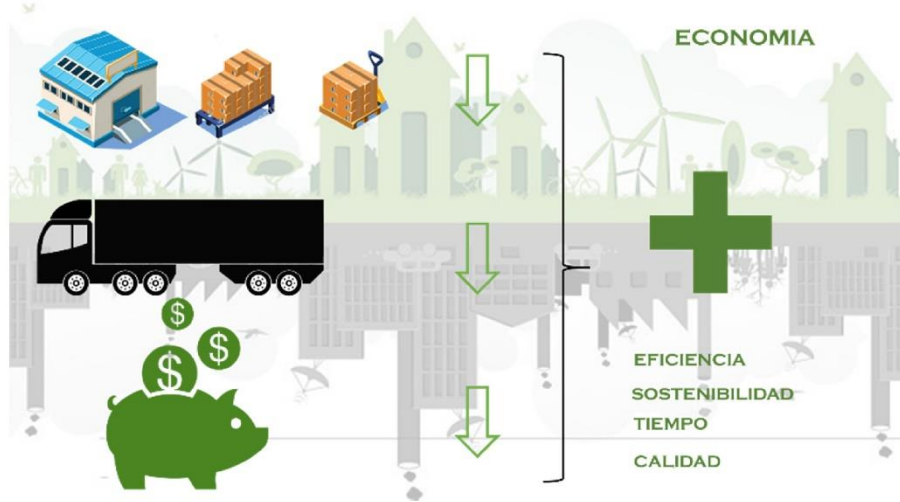 ECONOMIA
$
$
$
EFICIENCIA
SOSTENIBILIDAD
TIEMPO
CALIDAD